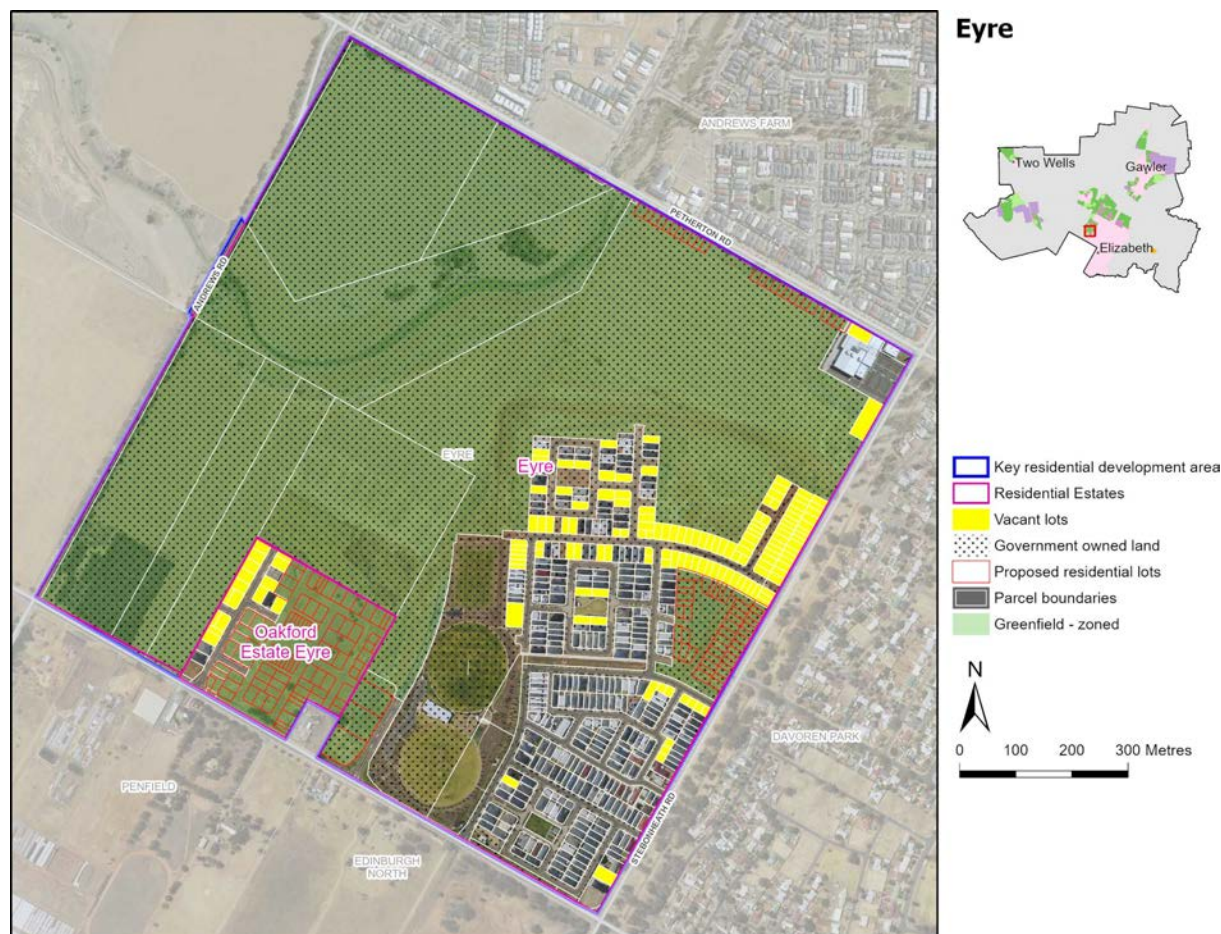 Eyre
Two Wells
Gawler
Elizabeth
ANDREWS FARM
PETHERTON RD
ANDREWS RD
EYRE
Eyre
Oakford
Estate Eyre
DAVOREN PARK
STEBONHEATH RD
PENFIELD
EDINBURGH
NORTH
Key residential development area
Residential Estates
Vacant lots
Government owned land
Proposed residential lots
Parcel boundaries
Greenfield - zoned
N
0 100 200 300 Metres